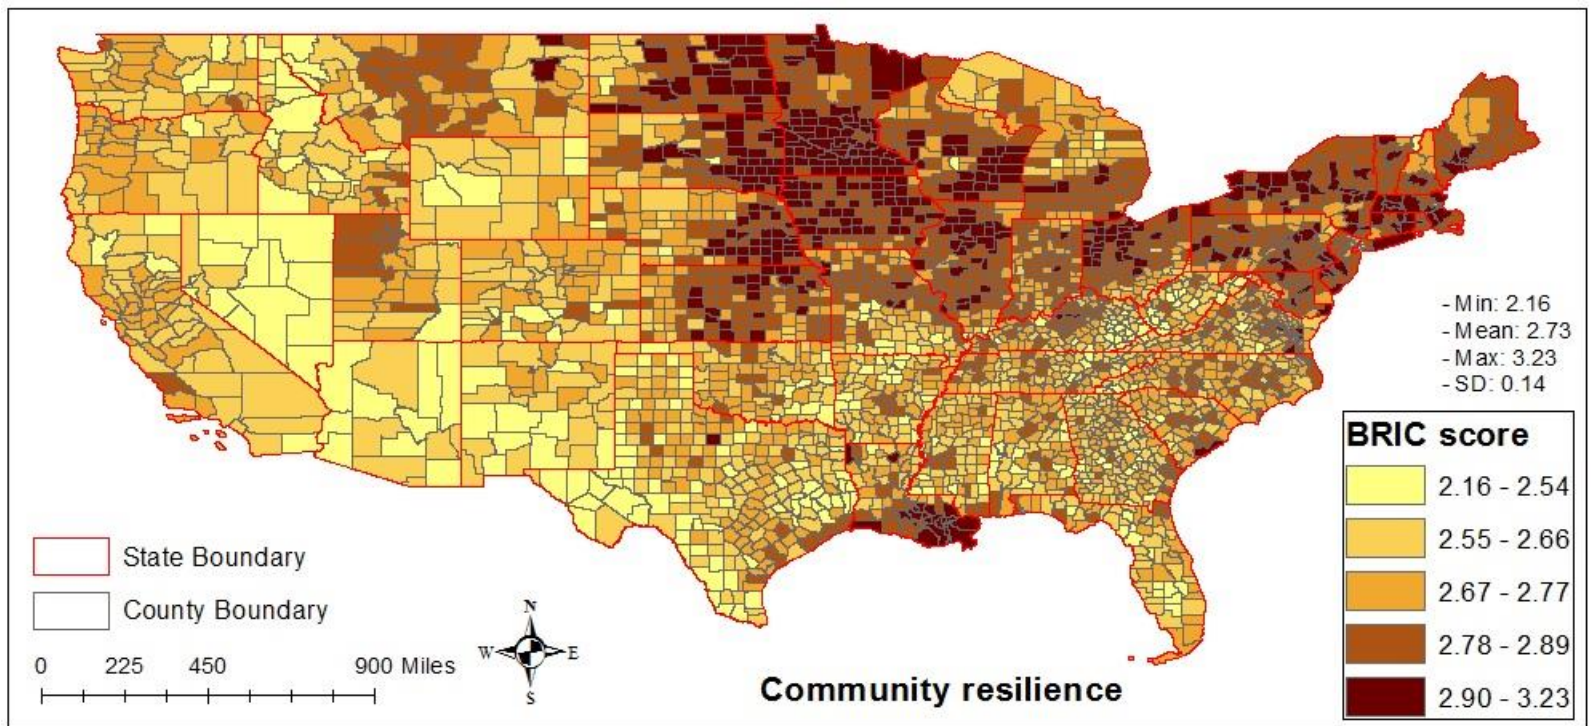 - Min: 2.16
- Mean: 2.73
- Max: 3.23
- SD: 0.14
BRIC score
2.16 - 2.54
2.55 - 2.66
2.67 - 2.77
2.78 - 2.89
2.90 - 3.23
State Boundary
County Boundary
0 225 450 900 Miles
N
W E
S
Community resilience